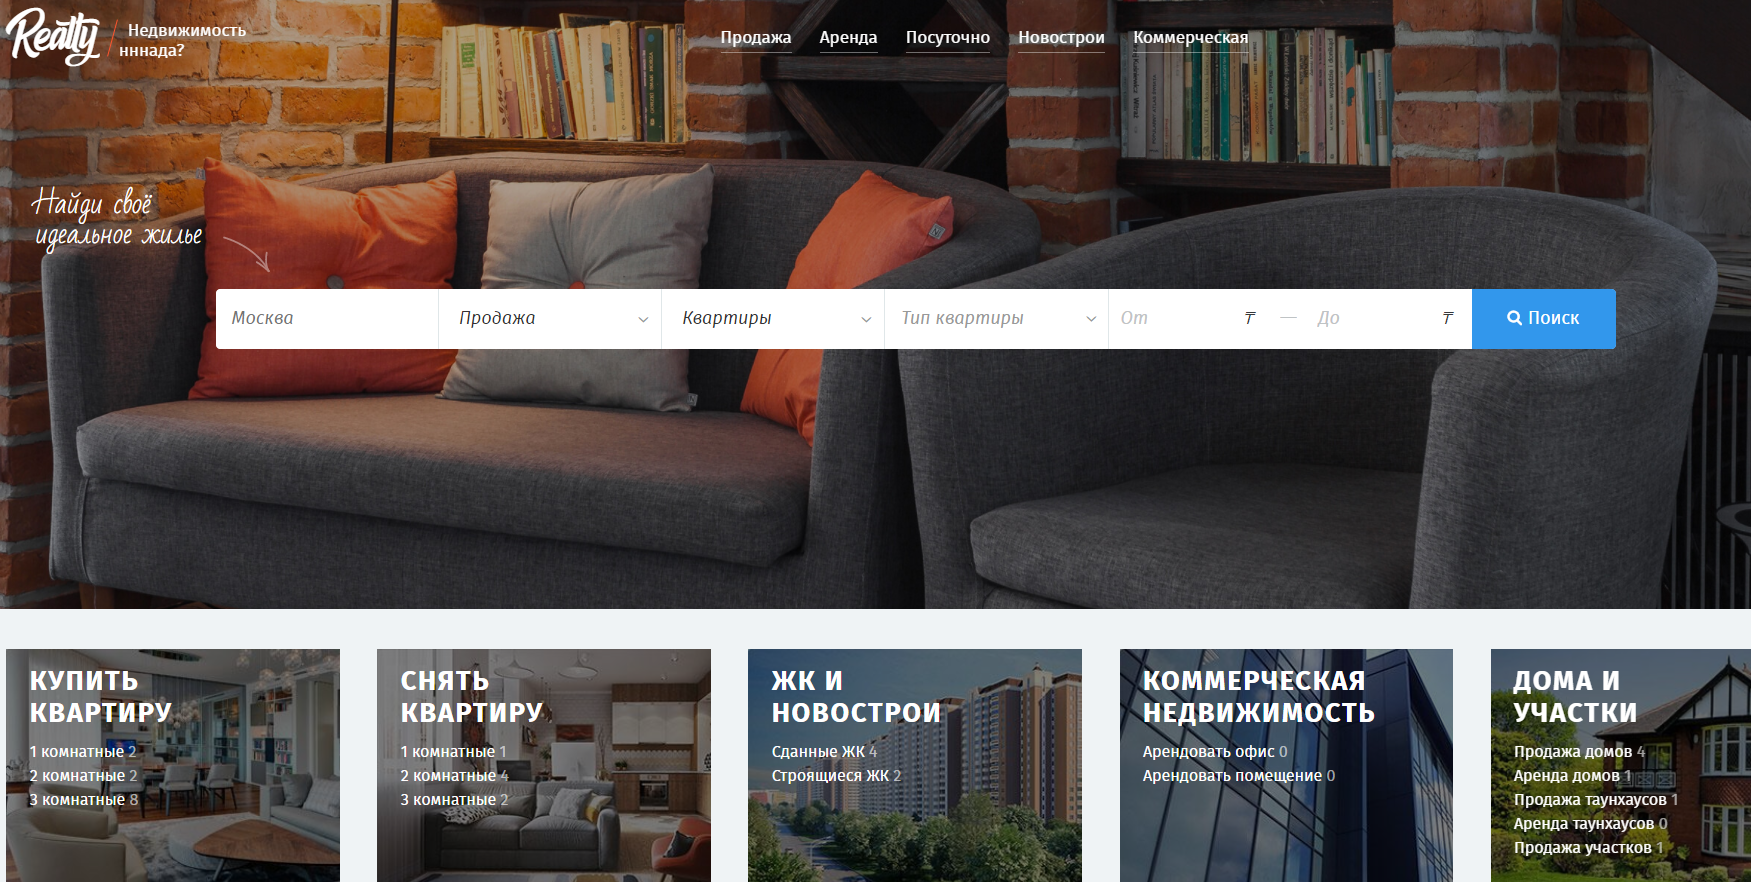 Realty
Недвижимость
нннада?
Продажа Аренда Посуточно Новострои Коммерческая
Найди своё
идеальное жилье
Москва Продажа Квартиры Тип квартиры От ₸ — До ₸ Поиск
КУПИТЬ
КВАРТИРУ
1 комнатные 2
2 комнатные 2
3 комнатные 8
СНЯТЬ
КВАРТИРУ
1 комнатные 1
2 комнатные 4
3 комнатные 2
ЖК И
НОВОСТРОИ
Сданные ЖК 4
Строящиеся ЖК 2
КОММЕРЧЕСКАЯ
НЕДВИЖИМОСТЬ
Арендовать офис 0
Арендовать помещение 0
ДОМА И
УЧАСТКИ
Продажа домов 4
Аренда домов 1
Продажа таунхаусов 1
Аренда таунхаусов 0
Продажа участков 1